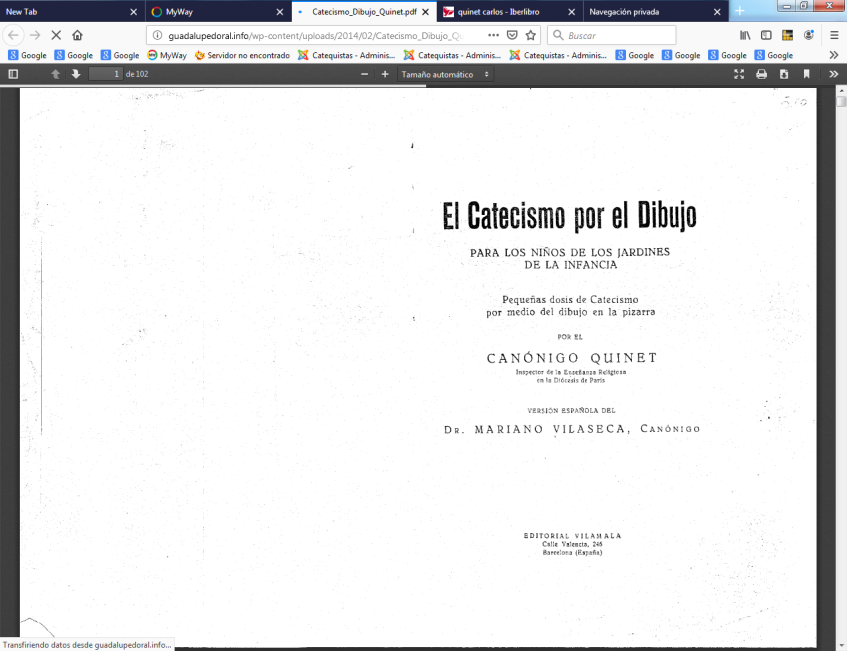 New Tab
MyWay
Catecismo_Dibujo_Quinet.pdf
quinet carlos - Iberlibro
Navegación privada
guadalupedoral.info/wp-content/uploads/2014/02/Catecismo_Dibujo_Qu
Buscar
Google
Google
Google
MyWay
Servidor no encontrado
Catequistas - Adminis...
Catequistas - Adminis...
Catequistas - Adminis...
Google
Google
Google
Google
1 de 102
Tamaño automático
El Catecismo por el Dibujo
PARA LOS NIÑOS DE LOS JARDINES
DE LA INFANCIA
Pequeñas dosis de Catecismo
por medio del dibujo en la pizarra
POR EL
CANÓNIGO QUINET
Inspector de la Enseñanza Religiosa
en la Diócesis de París
VERSIÓN ESPAÑOLA DEL
DR. MARIANO VILASECA, CANÓNIGO
EDITORIAL VILAMALA
Calle Valencia, 246
Barcelona (España)
Transfiriendo datos desde guadalupedoral.info...